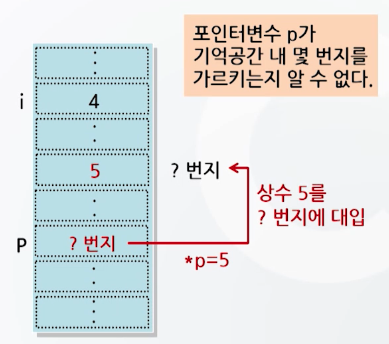 포인터변수 p가
기억공간 내 몇 번지를
가르키는지 알 수 없다.
i
4
5
? 번지
상수 5를
? 번지에 대입
P
? 번지
*p=5